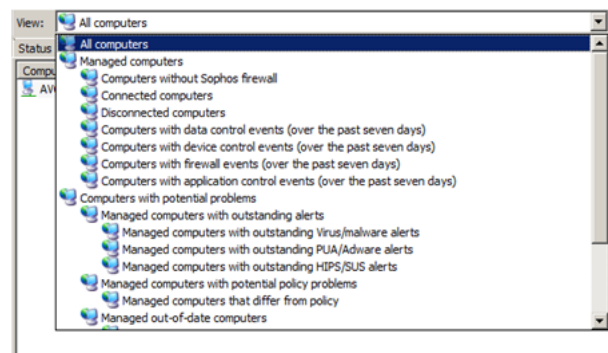 View: All computers
Status All computers
Managed computers
Computers without Sophos firewall
Connected computers
Disconnected computers
Computers with data control events (over the past seven days)
Computers with device control events (over the past seven days)
Computers with firewall events (over the past seven days)
Computers with application control events (over the past seven days)
Computers with potential problems
Managed computers with outstanding alerts
Managed computers with outstanding Virus/malware alerts
Managed computers with outstanding PUA/Adware alerts
Managed computers with outstanding HIPS/SUS alerts
Managed computers with potential policy problems
Managed computers that differ from policy
Managed out-of-date computers